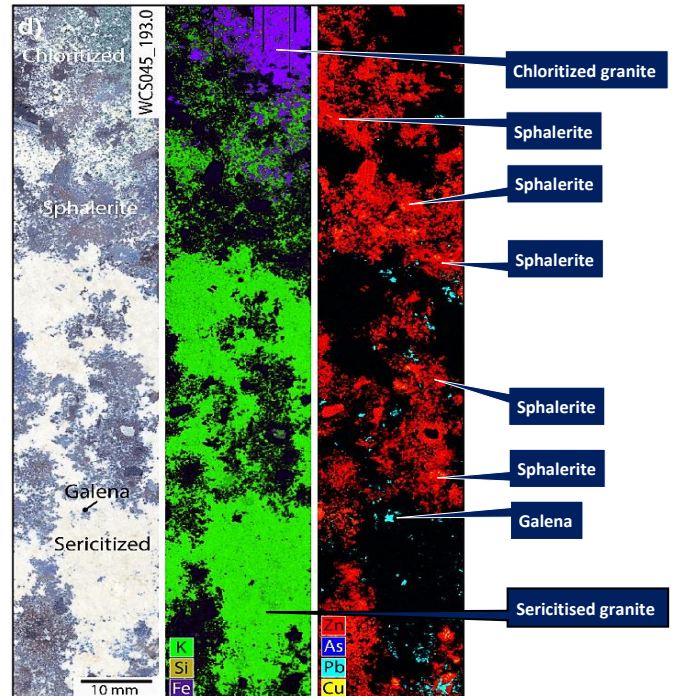 d)
Chloritized
WCS045_193.0
Sphalerite
Galena
Sericitized
10 mm
K
Si
Fe
Zn
As
Pb
Cu
Chloritized granite
Sphalerite
Sphalerite
Sphalerite
Sphalerite
Sphalerite
Galena
Sericitised granite